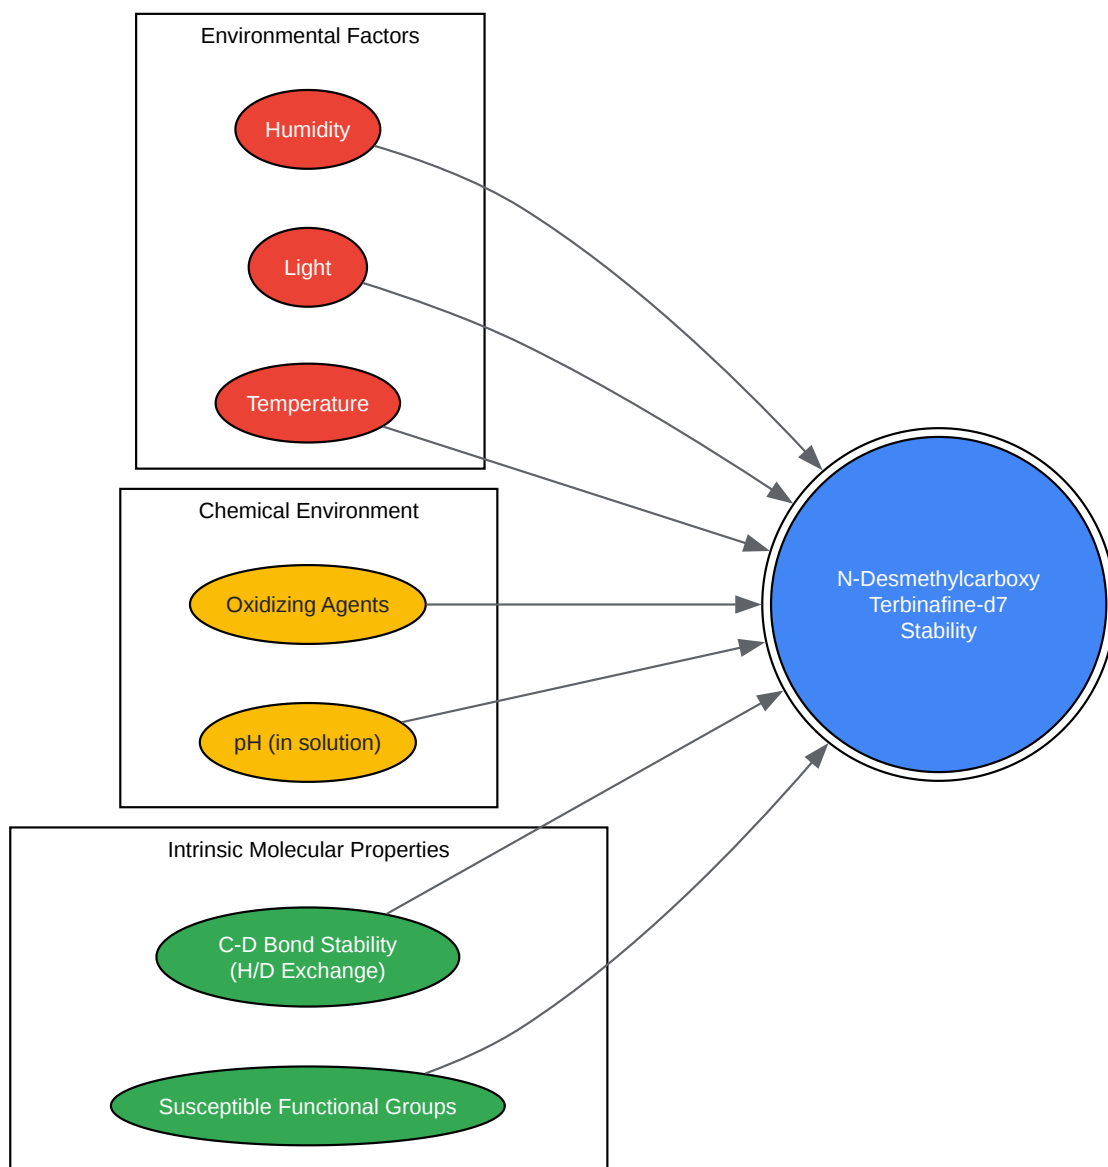 Environmental Factors
Humidity
Light
Temperature
Chemical Environment
Oxidizing Agents
pH (in solution)
Intrinsic Molecular Properties
C-D Bond Stability
(H/D Exchange)
Susceptible Functional Groups
N-Desmethylcarboxy
Terbinafine-d7
Stability